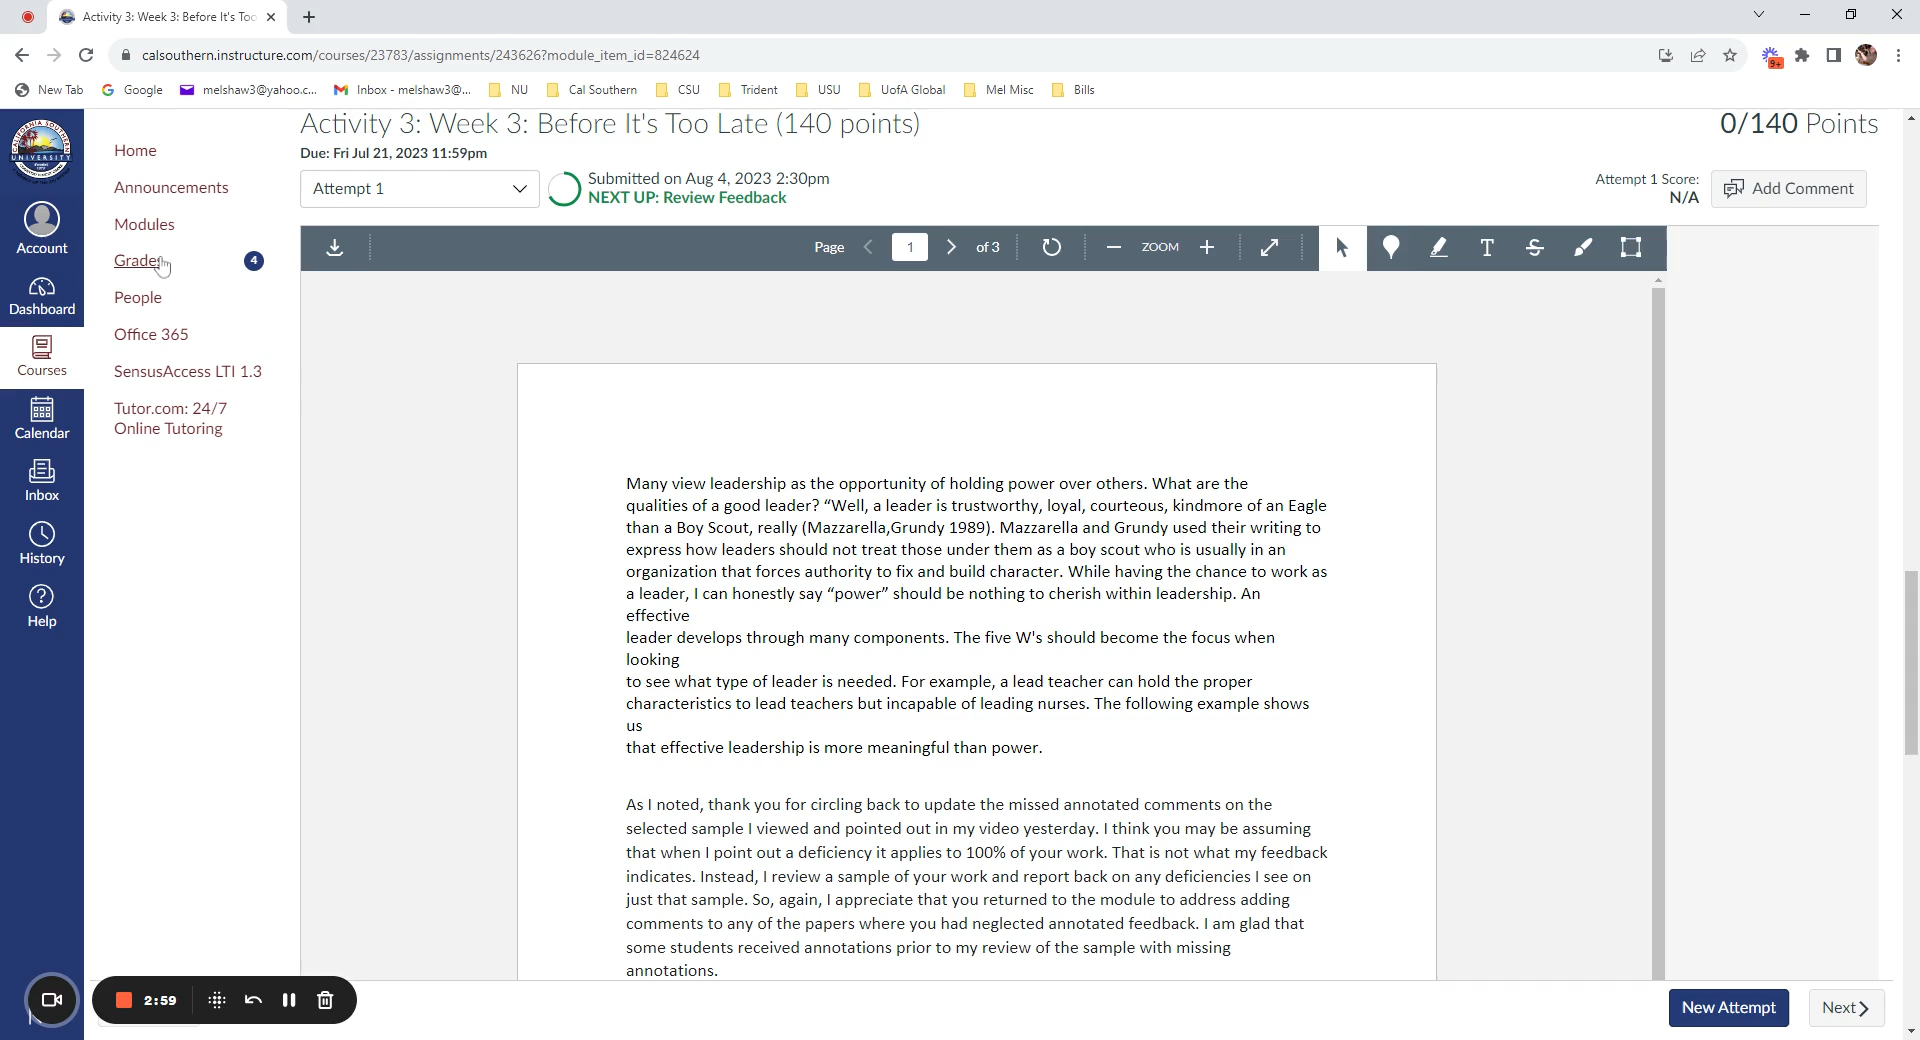 Activity 3: Week 3: Before It's Too
calsouthern.instructure.com/courses/23783/assignments/243626?module_item_id=824624
9+
New Tab
Google
melshaw3@yahoo.c...
Inbox - melshaw3@...
NU
Cal Southern
CSU
Trident
USU
UofA Global
Mel Misc
Bills
CALIFORNIA SOUTHERN
UNIVERSITY
Account
Dashboard
Courses
Calendar
Inbox
History
Help
Home
Announcements
Modules
Grades
4
People
Office 365
SensusAccess LTI 1.3
Tutor.com: 24/7
Online Tutoring
Activity 3: Week 3: Before It's Too Late (140 points)
0/140 Points
Due: Fri Jul 21, 2023 11:59pm
Attempt 1
Submitted on Aug 4, 2023 2:30pm
NEXT UP: Review Feedback
Attempt 1 Score:
N/A
Add Comment
Page 1 of 3
ZOOM
T
Many view leadership as the opportunity of holding power over others. What are the
qualities of a good leader? “Well, a leader is trustworthy, loyal, courteous, kindmore of an Eagle
than a Boy Scout, really (Mazzarella,Grundy 1989). Mazzarella and Grundy used their writing to
express how leaders should not treat those under them as a boy scout who is usually in an
organization that forces authority to fix and build character. While having the chance to work as
a leader, I can honestly say “power” should be nothing to cherish within leadership. An
effective
leader develops through many components. The five W's should become the focus when
looking
to see what type of leader is needed. For example, a lead teacher can hold the proper
characteristics to lead teachers but incapable of leading nurses. The following example shows
us
that effective leadership is more meaningful than power.
As I noted, thank you for circling back to update the missed annotated comments on the
selected sample I viewed and pointed out in my video yesterday. I think you may be assuming
that when I point out a deficiency it applies to 100% of your work. That is not what my feedback
indicates. Instead, I review a sample of your work and report back on any deficiencies I see on
just that sample. So, again, I appreciate that you returned to the module to address adding
comments to any of the papers where you had neglected annotated feedback. I am glad that
some students received annotations prior to my review of the sample with missing
annotations.
2:59
New Attempt
Next